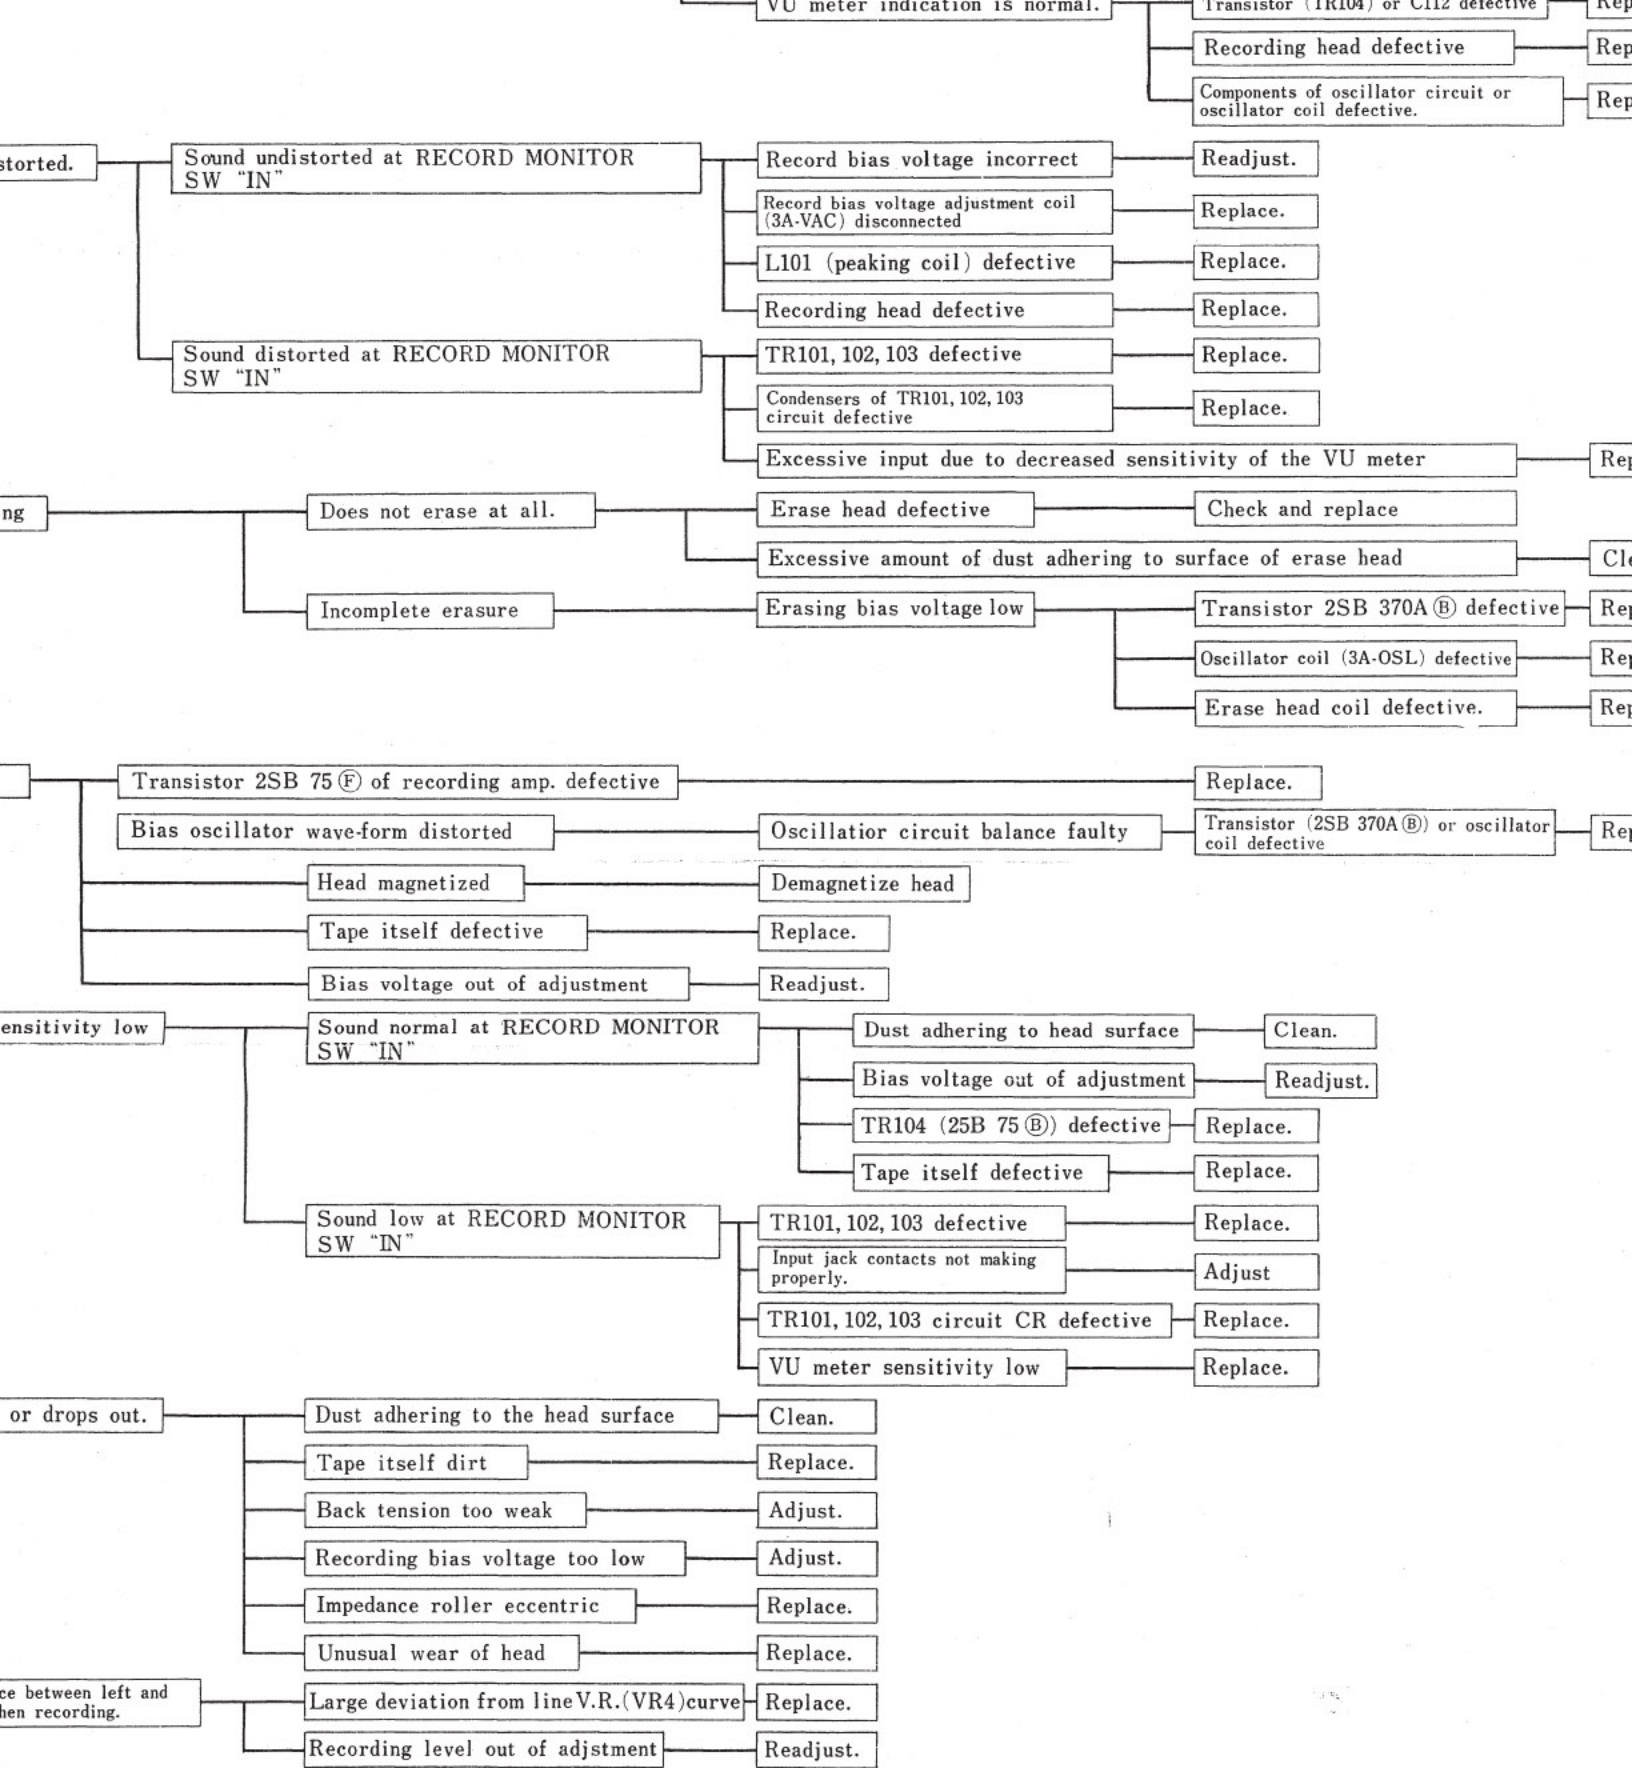 VU meter indication is normal.
Transistor (TR104) or C112 defective
Recording head defective
Components of oscillator circuit or
oscillator coil defective.
Sound undistorted at RECORD MONITOR
SW “IN”
Record bias voltage incorrect
Readjust.
Record bias voltage adjustment coil
(3A-VAC) disconnected
Replace.
L101 (peaking coil) defective
Replace.
Recording head defective
Replace.
Sound distorted at RECORD MONITOR
SW “IN”
TR101, 102, 103 defective
Replace.
Condensers of TR101, 102, 103
circuit defective
Replace.
Excessive input due to decreased sensitivity of the VU meter
Does not erase at all.
Erase head defective
Check and replace
Excessive amount of dust adhering to surface of erase head
Incomplete erasure
Erasing bias voltage low
Transistor 2SB 370A Ⓑ defective
Oscillator coil (3A-OSL) defective
Erase head coil defective.
Transistor 2SB 75 Ⓕ of recording amp. defective
Replace.
Bias oscillator wave-form distorted
Oscillatior circuit balance faulty
Transistor (2SB 370A Ⓑ) or oscillator
coil defective
Head magnetized
Demagnetize head
Tape itself defective
Replace.
Bias voltage out of adjustment
Readjust.
ensitivity low
Sound normal at RECORD MONITOR
SW “IN”
Dust adhering to head surface
Clean.
Bias voltage out of adjustment
Readjust.
TR104 (25B 75 Ⓑ) defective
Replace.
Tape itself defective
Replace.
Sound low at RECORD MONITOR
SW “IN”
TR101, 102, 103 defective
Replace.
Input jack contacts not making
properly.
Adjust
TR101, 102, 103 circuit CR defective
Replace.
VU meter sensitivity low
Replace.
or drops out.
Dust adhering to the head surface
Clean.
Tape itself dirt
Replace.
Back tension too weak
Adjust.
Recording bias voltage too low
Adjust.
Impedance roller eccentric
Replace.
Unusual wear of head
Replace.
ce between left and
hen recording.
Large deviation from line V.R. (VR4) curve
Replace.
Recording level out of adjstment
Readjust.